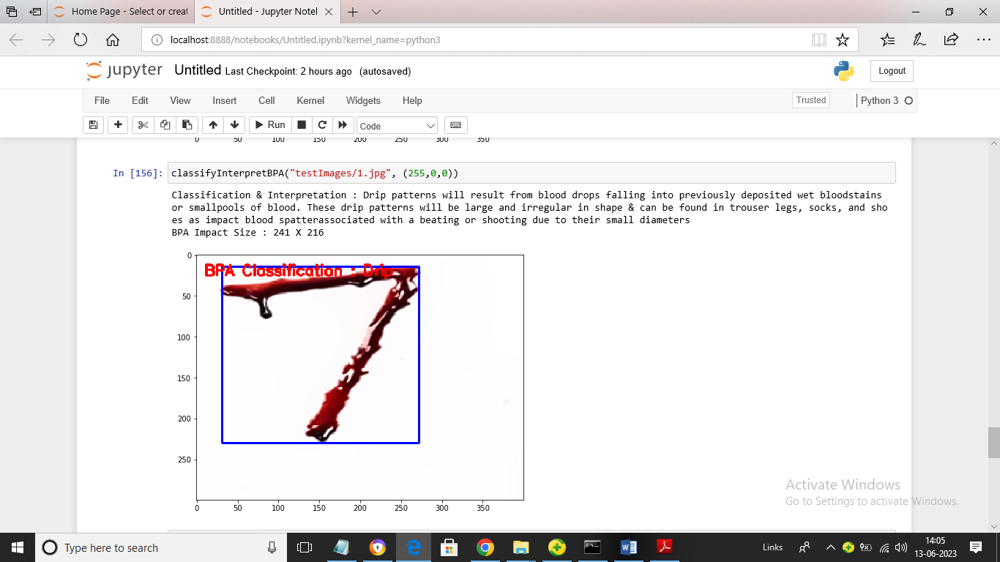 Home Page - Select or creat
Untitled - Jupyter Notel
localhost:8888/notebooks/Untitled.ipynb?kernel_name=python3
jupyter Untitled Last Checkpoint: 2 hours ago (autosaved)
Logout
File Edit View Insert Cell Kernel Widgets Help
Trusted
Python 3
Run
Code
0 50 100 150 200 250 300 350
In [156]: classifyInterpretBPA("testImages/1.jpg", (255,0,0))
Classification & Interpretation : Drip patterns will result from blood drops falling into previously deposited wet bloodstains
or smallpools of blood. These drip patterns will be large and irregular in shape & can be found in trouser legs, socks, and sho
es as impact blood spatterassociated with a beating or shooting due to their small diameters
BPA Impact Size : 241 X 216
BPA Classification : Drip
0
50
100
150
200
250
0 50 100 150 200 250 300 350
Activate Windows
Go to Settings to activate Windows.
Type here to search
Links
14:05
13-06-2023